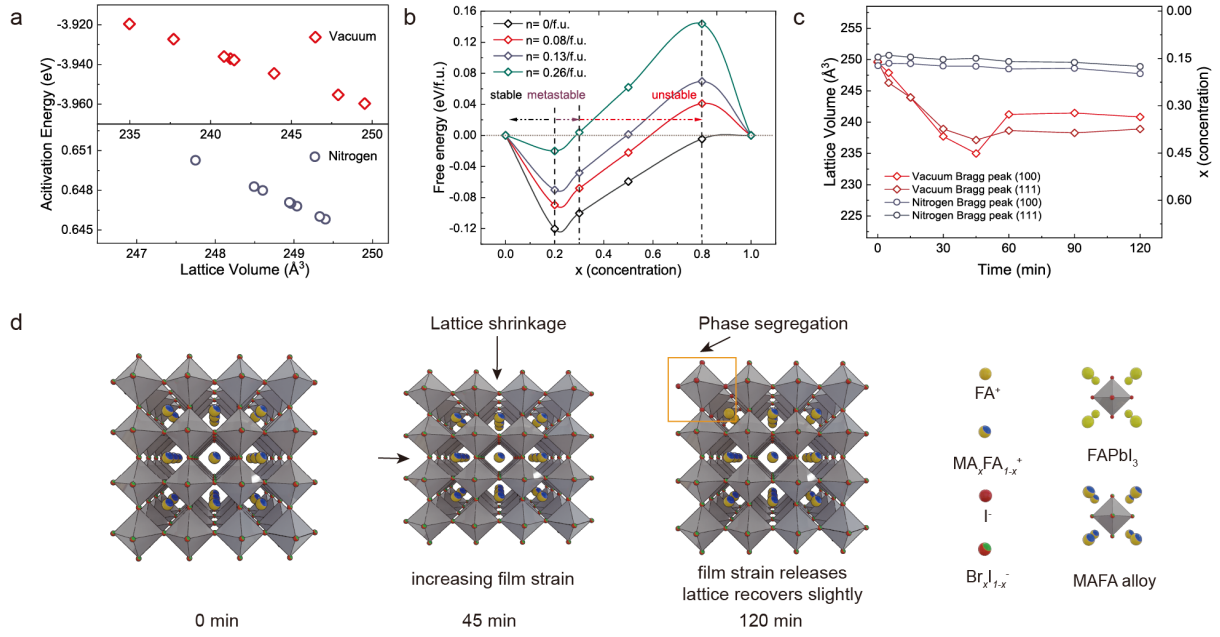 a
Acitivation Energy (eV)
-3.920
-3.940
-3.960
Vacuum
235
240
245
250
0.651
0.648
0.645
Nitrogen
247
248
249
250
Lattice Volume (Å³)
b
Free energy (eV/f.u.)
0.16
0.12
0.08
0.04
0.00
-0.04
-0.08
-0.12
n= 0/f.u.
n= 0.08/f.u.
n= 0.13/f.u.
n= 0.26/f.u.
stable metastable unstable
0.0
0.2
0.4
0.6
0.8
1.0
x (concentration)
c
Lattice Volume (Å³)
260
255
250
245
240
235
230
225
0.00
0.15
0.30
0.45
0.60
x (concentration)
Vacuum Bragg peak (100)
Vacuum Bragg peak (111)
Nitrogen Bragg peak (100)
Nitrogen Bragg peak (111)
0
30
60
90
120
Time (min)
d
Lattice shrinkage
Phase segregation
increasing film strain
film strain releases
lattice recovers slightly
0 min
45 min
120 min
FA⁺
MAₓFA₁₋ₓ⁺
I⁻
BrₓI₁₋ₓ⁻
FAPbI₃
MAFA alloy